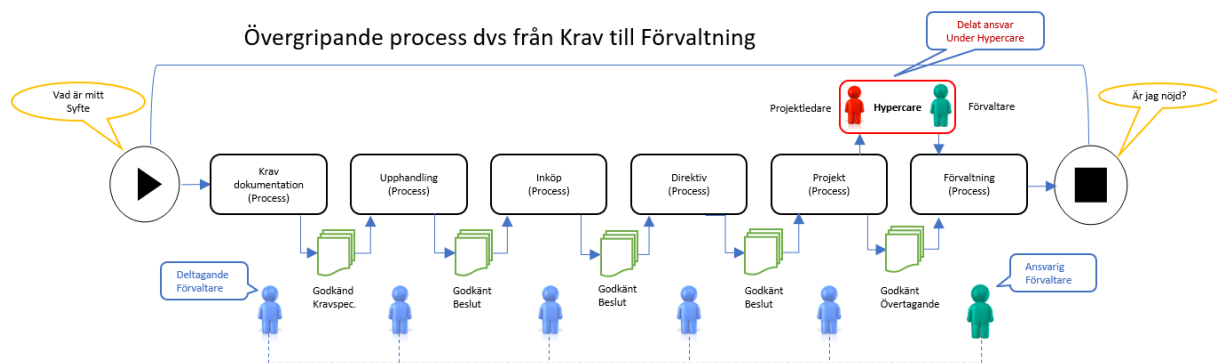 Övergripande process dvs från Krav till Förvaltning
Delat ansvar
Under Hypercare
Vad är mitt
Syfte
Är jag nöjd?
Projektledare
Hypercare
Förvaltare
Krav
dokumentation
(Process)
Upphandling
(Process)
Inköp
(Process)
Direktiv
(Process)
Projekt
(Process)
Förvaltning
(Process)
Godkänd
Kravspec.
Godkänt
Beslut
Godkänt
Beslut
Godkänt
Beslut
Godkänt
Övertagande
Deltagande
Förvaltare
Ansvarig
Förvaltare